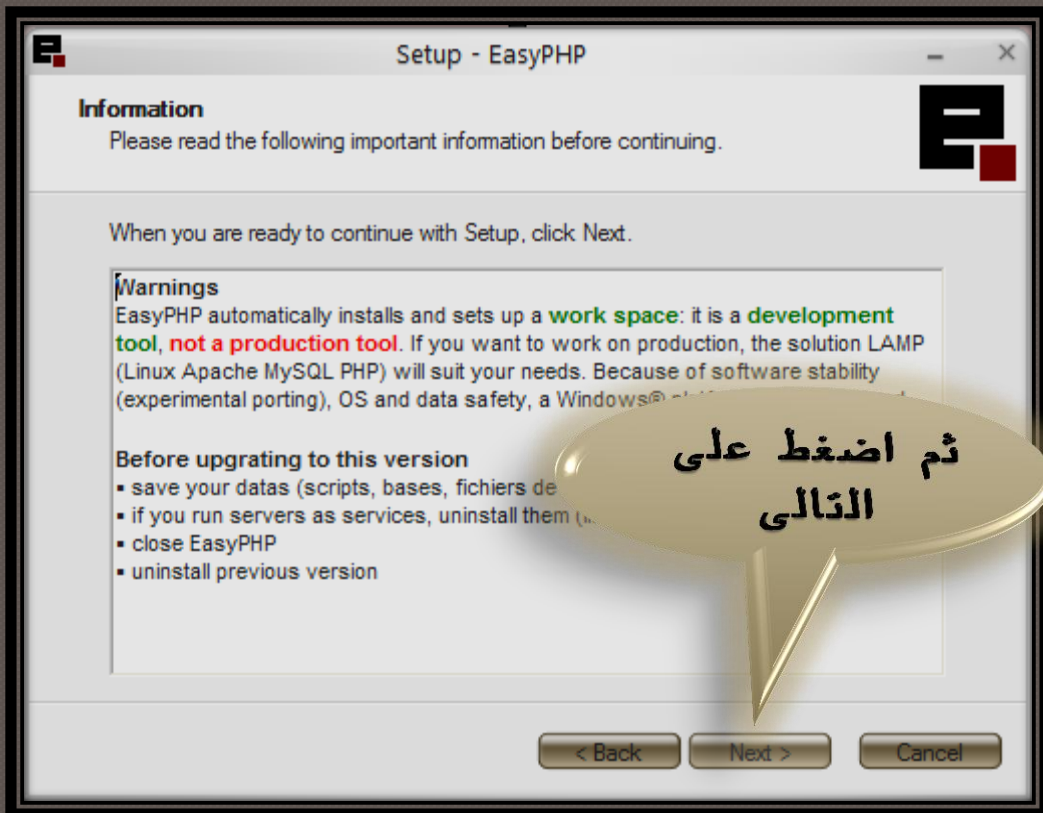 Setup - EasyPHP
Information
Please read the following important information before continuing.
When you are ready to continue with Setup, click Next.
Warnings
EasyPHP automatically installs and sets up a work space: it is a development
tool, not a production tool. If you want to work on production, the solution LAMP
(Linux Apache MySQL PHP) will suit your needs. Because of software stability
(experimental porting), OS and data safety, a Windows®
Before upgrating to this version
▪ save your datas (scripts, bases, fichiers de
▪ if you run servers as services, uninstall them
▪ close EasyPHP
▪ uninstall previous version
ثم اضغط على
التالى
< Back
Next >
Cancel